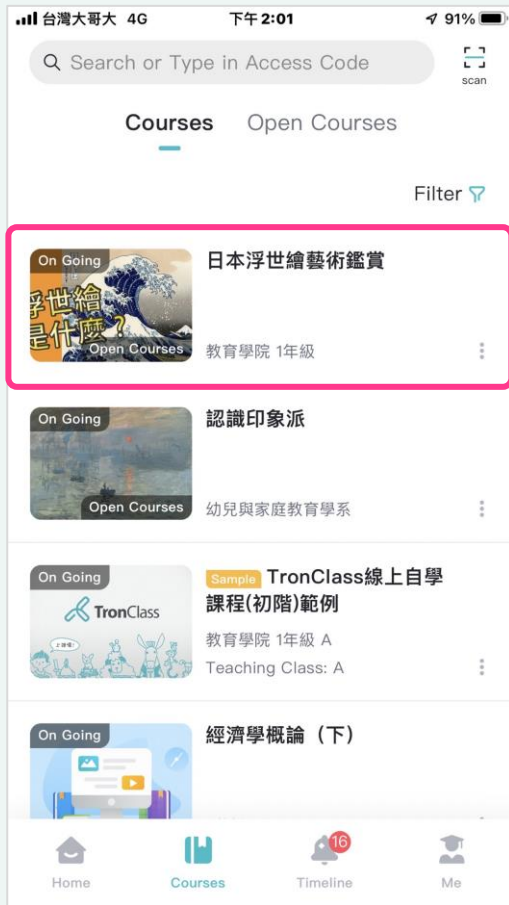 台灣大哥大 4G 下午2:01 91%
Search or Type in Access Code
scan
Courses Open Courses
Filter
On Going
日本浮世繪藝術鑑賞
浮世繪
是什麼?
Open Courses
教育學院 1年級
On Going
認識印象派
Open Courses
幼兒與家庭教育學系
On Going
Sample TronClass線上自學
課程(初階)範例
TronClass
上課囉!
教育學院 1年級 A
Teaching Class: A
On Going
經濟學概論（下）
16
Home Courses Timeline Me